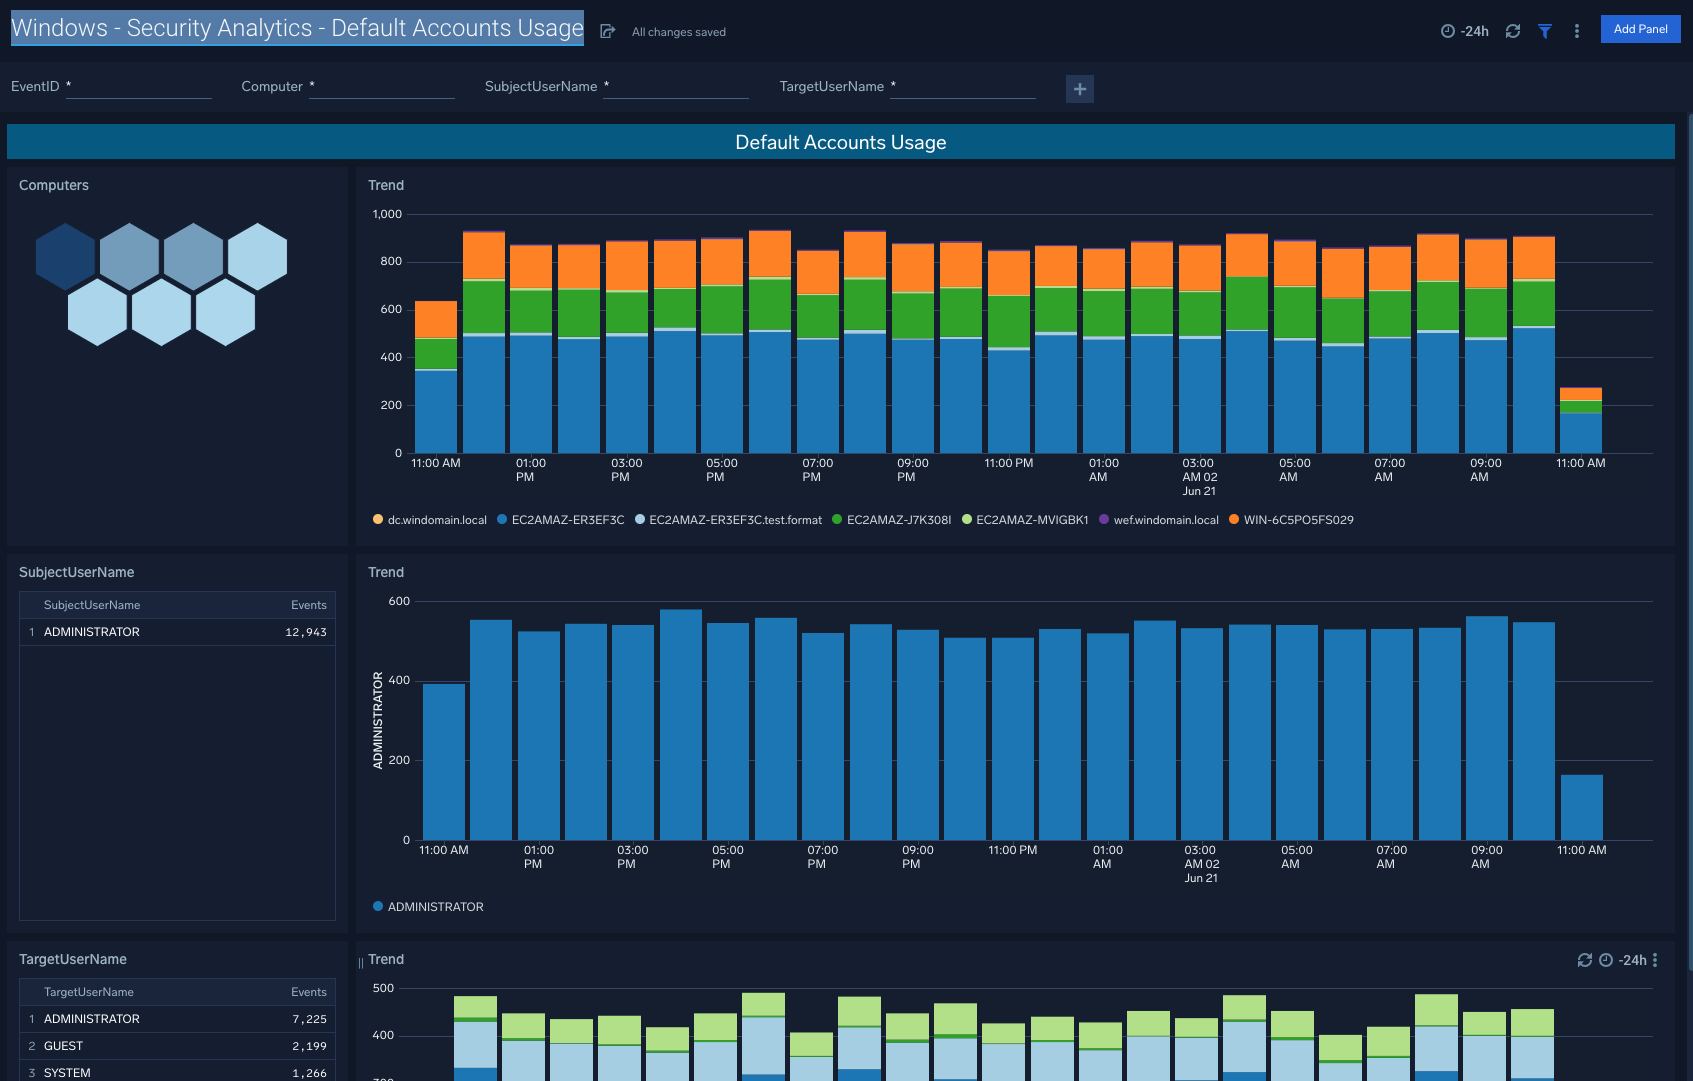 Windows - Security Analytics - Default Accounts Usage
All changes saved
-24h
Add Panel
EventID *
Computer *
SubjectUserName *
TargetUserName *
Default Accounts Usage
Computers
Trend
1,000
800
600
400
200
0
11:00 AM
01:00 PM
03:00 PM
05:00 PM
07:00 PM
09:00 PM
11:00 PM
01:00 AM
03:00 AM 02 Jun 21
05:00 AM
07:00 AM
09:00 AM
11:00 AM
dc.windomain.local
EC2AMAZ-ER3EF3C
EC2AMAZ-ER3EF3C.test.format
EC2AMAZ-J7K308I
EC2AMAZ-MVIGBK1
wef.windomain.local
WIN-6C5PO5FS029
SubjectUserName
SubjectUserName Events
1 ADMINISTRATOR 12,943
Trend
ADMINISTRATOR
600
400
200
0
11:00 AM
01:00 PM
03:00 PM
05:00 PM
07:00 PM
09:00 PM
11:00 PM
01:00 AM
03:00 AM 02 Jun 21
05:00 AM
07:00 AM
09:00 AM
11:00 AM
ADMINISTRATOR
TargetUserName
TargetUserName Events
1 ADMINISTRATOR 7,225
2 GUEST 2,199
3 SYSTEM 1,266
Trend
-24h
500
400